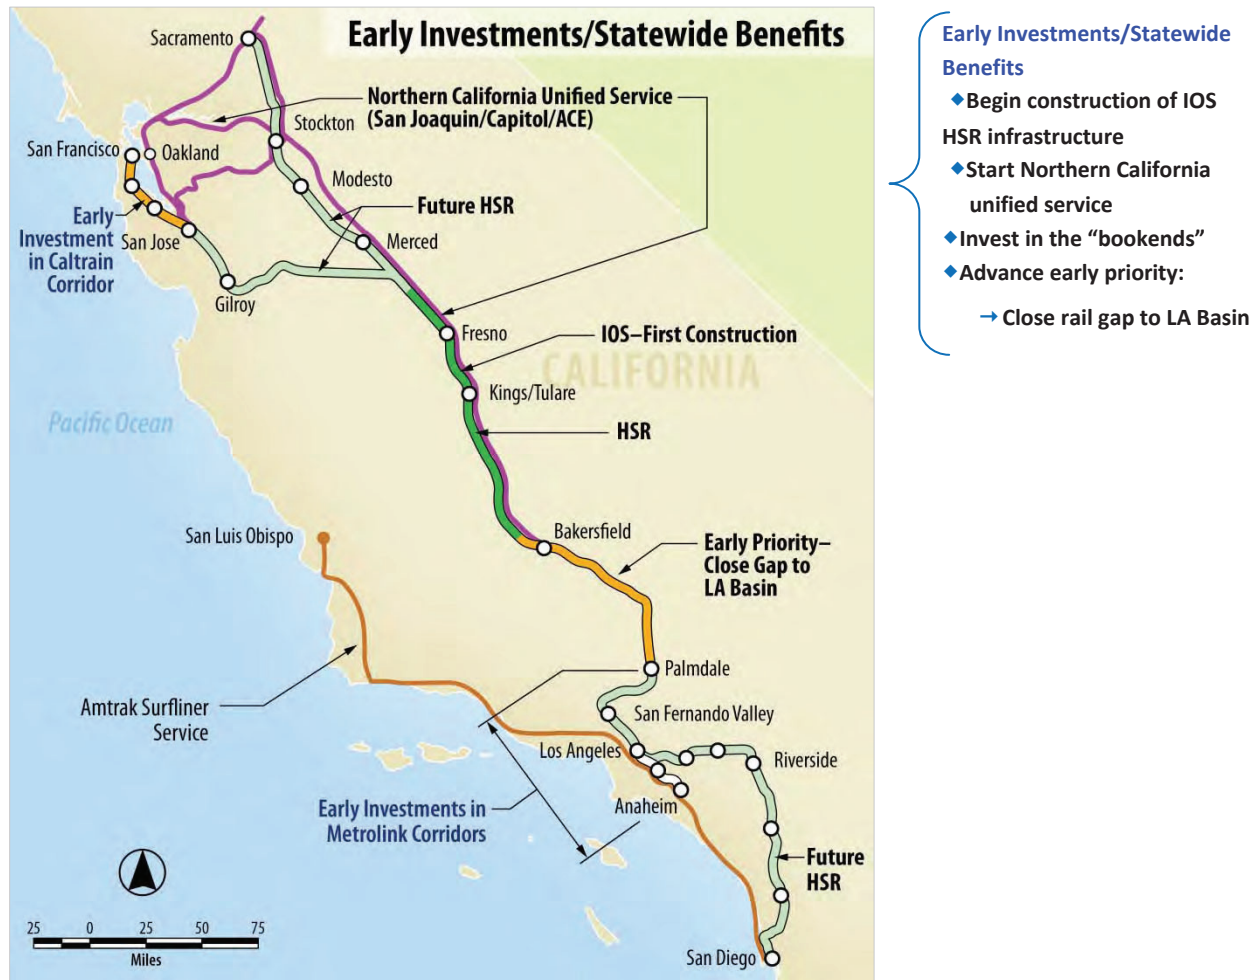 Early Investments/Statewide Benefits
Sacramento
Northern California Unified Service
(San Joaquin/Capitol/ACE)
Stockton
San Francisco
Oakland
Modesto
Early
Investment
in Caltrain
Corridor
Future HSR
San Jose
Merced
Gilroy
Fresno
IOS–First Construction
CALIFORNIA
Kings/Tulare
Pacific Ocean
HSR
San Luis Obispo
Bakersfield
Early Priority–
Close Gap to
LA Basin
Palmdale
Amtrak Surfliner
Service
San Fernando Valley
Los Angeles
Riverside
Early Investments in
Metrolink Corridors
Anaheim
Future
HSR
25 0 25 50 75
Miles
San Diego
Early Investments/Statewide
Benefits
◆Begin construction of IOS
HSR infrastructure
◆Start Northern California
unified service
◆Invest in the “bookends”
◆Advance early priority:
→ Close rail gap to LA Basin